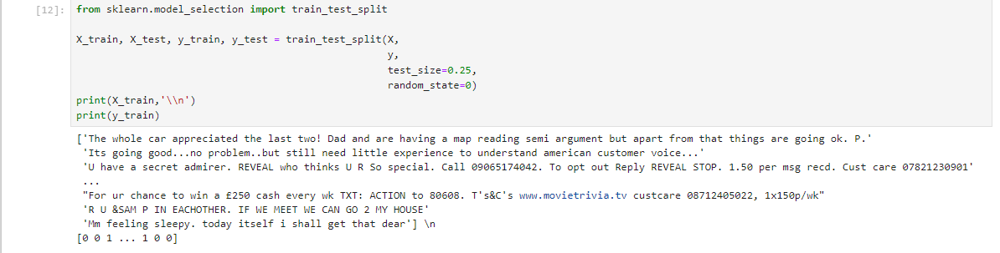 [12]: from sklearn.model_selection import train_test_split
X_train, X_test, y_train, y_test = train_test_split(X,
y,
test_size=0.25,
random_state=0)
print(X_train,'\\n')
print(y_train)
['The whole car appreciated the last two! Dad and are having a map reading semi argument but apart from that things are going ok. P.'
'Its going good...no problem..but still need little experience to understand american customer voice...'
'U have a secret admirer. REVEAL who thinks U R So special. Call 09065174042. To opt out Reply REVEAL STOP. 1.50 per msg recd. Cust care 07821230901'
...
"For ur chance to win a £250 cash every wk TXT: ACTION to 80608. T's&C's www.movietrivia.tv custcare 08712405022, 1x150p/wk"
'R U &SAM P IN EACHOTHER. IF WE MEET WE CAN GO 2 MY HOUSE'
'Mm feeling sleepy. today itself i shall get that dear'] \n
[0 0 1 ... 1 0 0]